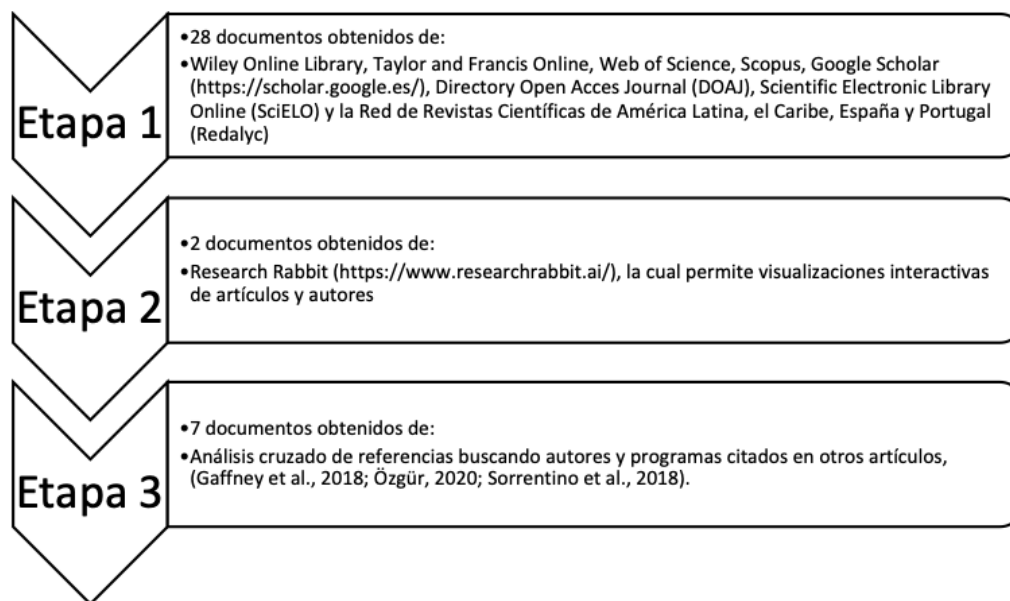 Etapa 1
•28 documentos obtenidos de:
•Wiley Online Library, Taylor and Francis Online, Web of Science, Scopus, Google Scholar
(https://scholar.google.es/), Directory Open Acces Journal (DOAJ), Scientific Electronic Library
Online (SciELO) y la Red de Revistas Científicas de América Latina, el Caribe, España y Portugal
(Redalyc)
Etapa 2
•2 documentos obtenidos de:
•Research Rabbit (https://www.researchrabbit.ai/), la cual permite visualizaciones interactivas
de artículos y autores
Etapa 3
•7 documentos obtenidos de:
•Análisis cruzado de referencias buscando autores y programas citados en otros artículos,
(Gaffney et al., 2018; Özgür, 2020; Sorrentino et al., 2018).